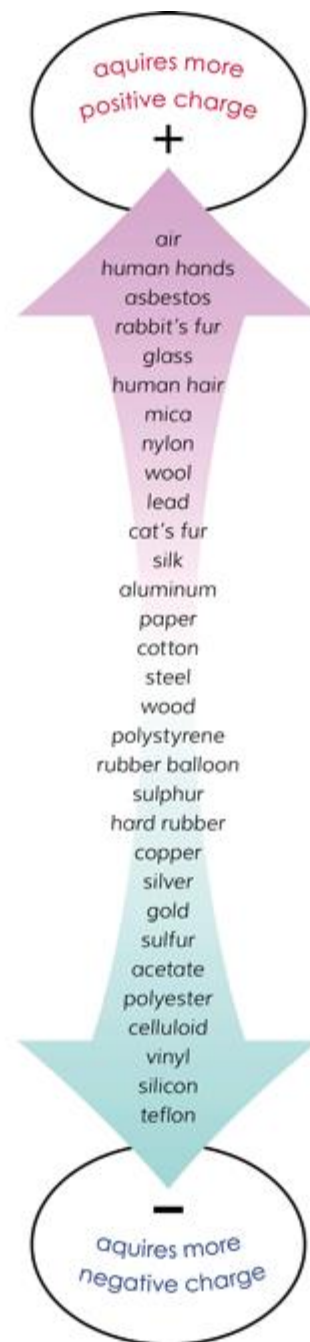 aquires more
positive charge
+
air
human hands
asbestos
rabbit's fur
glass
human hair
mica
nylon
wool
lead
cat's fur
silk
aluminum
paper
cotton
steel
wood
polystyrene
rubber balloon
sulphur
hard rubber
copper
silver
gold
sulfur
acetate
polyester
celluloid
vinyl
silicon
teflon
-
aquires more
negative charge